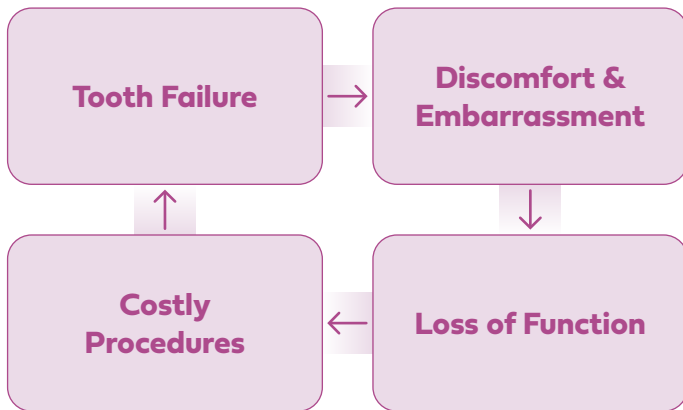 Tooth Failure
Discomfort &
Embarrassment
Costly
Procedures
Loss of Function